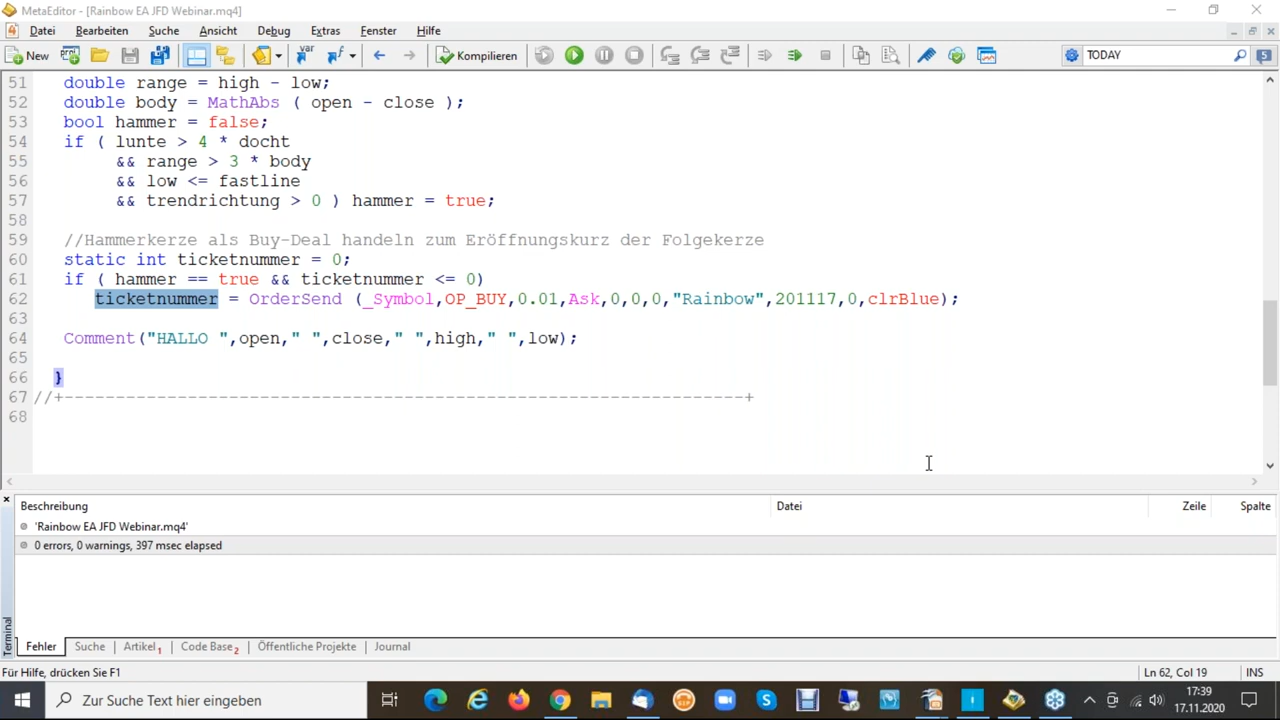 MetaEditor - [Rainbow EA JFD Webinar.mq4]
Datei Bearbeiten Suche Ansicht Debug Extras Fenster Hilfe
New Kompilieren TODAY 5
51 double range = high - low;
52 double body = MathAbs ( open - close );
53 bool hammer = false;
54 if ( lunte > 4 * docht
55 && range > 3 * body
56 && low <= fastline
57 && trendrichtung > 0 ) hammer = true;
58
59 //Hammerkerze als Buy-Deal handeln zum Eröffnungskurz der Folgekerze
60 static int ticketnummer = 0;
61 if ( hammer == true && ticketnummer <= 0)
62 ticketnummer = OrderSend (_Symbol,OP_BUY,0.01,Ask,0,0,0,"Rainbow",201117,0,clrBlue);
63
64 Comment("HALLO ",open," ",close," ",high," ",low);
65
66 }
67 //+------------------------------------------------------------------+
68
Beschreibung Datei Zeile Spalte
'Rainbow EA JFD Webinar.mq4'
0 errors, 0 warnings, 397 msec elapsed
Terminal
Fehler Suche Artikel 1 Code Base 2 Öffentliche Projekte Journal
Für Hilfe, drücken Sie F1 Ln 62, Col 19 INS
Zur Suche Text hier eingeben
17:39
17.11.2020